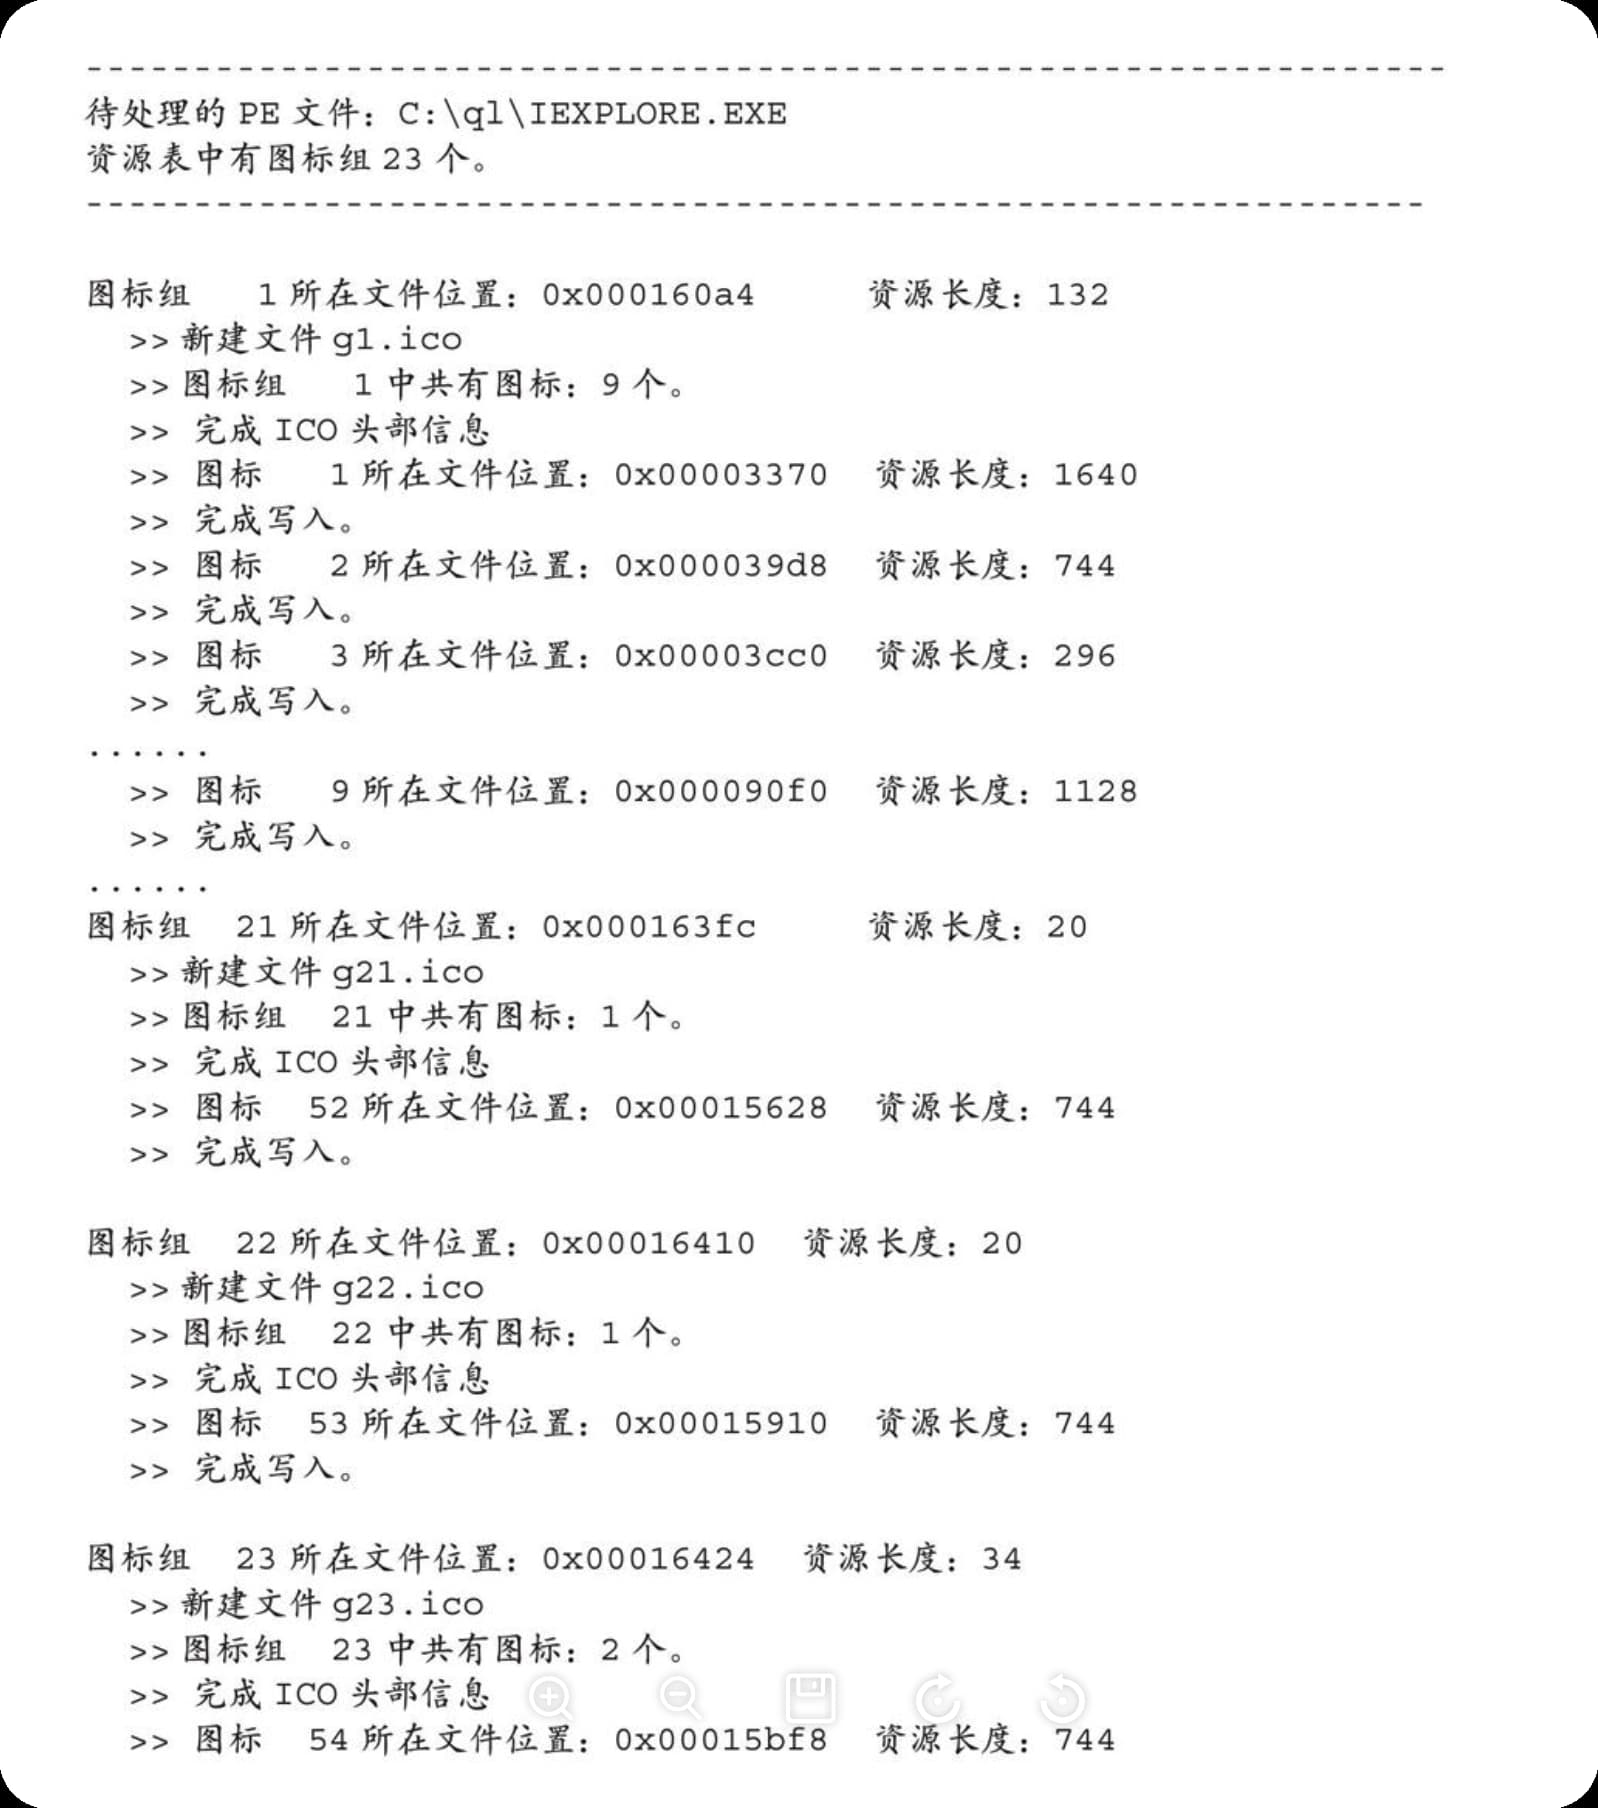 ---------------------------------------------------------------
待处理的 PE 文件：C:\ql\IEXPLORE.EXE
资源表中有图标组 23 个。
--------------------------------------------------------------
图标组   1 所在文件位置：0x000160a4     资源长度：132
  >>新建文件 g1.ico
  >>图标组   1 中共有图标：9 个。
  >> 完成 ICO 头部信息
  >> 图标   1 所在文件位置：0x00003370  资源长度：1640
  >> 完成写入。
  >> 图标   2 所在文件位置：0x000039d8  资源长度：744
  >> 完成写入。
  >> 图标   3 所在文件位置：0x00003cc0  资源长度：296
  >> 完成写入。
......
  >> 图标   9 所在文件位置：0x000090f0  资源长度：1128
  >> 完成写入。
......
图标组  21 所在文件位置：0x000163fc     资源长度：20
  >>新建文件 g21.ico
  >>图标组  21 中共有图标：1 个。
  >> 完成 ICO 头部信息
  >> 图标  52 所在文件位置：0x00015628  资源长度：744
  >> 完成写入。
图标组  22 所在文件位置：0x00016410  资源长度：20
  >>新建文件 g22.ico
  >>图标组  22 中共有图标：1 个。
  >> 完成 ICO 头部信息
  >> 图标  53 所在文件位置：0x00015910  资源长度：744
  >> 完成写入。
图标组  23 所在文件位置：0x00016424  资源长度：34
  >>新建文件 g23.ico
  >>图标组  23 中共有图标：2 个。
  >> 完成 ICO 头部信息
  >> 图标  54 所在文件位置：0x00015bf8  资源长度：744